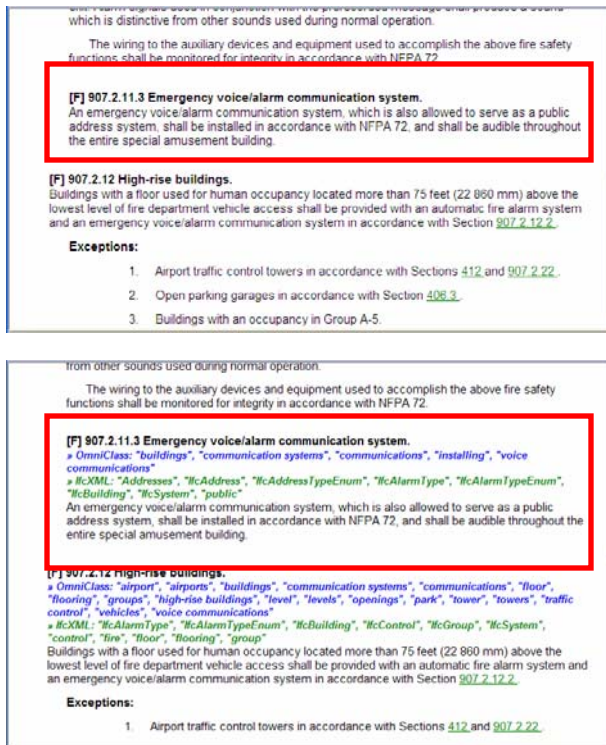 unit. Alarm signals used in conjunction with the prerecorded message shall produce a sound
which is distinctive from other sounds used during normal operation.
The wiring to the auxiliary devices and equipment used to accomplish the above fire safety
functions shall be monitored for integrity in accordance with NFPA 72.
[F] 907.2.11.3 Emergency voice/alarm communication system.
An emergency voice/alarm communication system, which is also allowed to serve as a public
address system, shall be installed in accordance with NFPA 72, and shall be audible throughout
the entire special amusement building.
[F] 907.2.12 High-rise buildings.
Buildings with a floor used for human occupancy located more than 75 feet (22 860 mm) above the
lowest level of fire department vehicle access shall be provided with an automatic fire alarm system
and an emergency voice/alarm communication system in accordance with Section 907.2.12.2 .
Exceptions:
1. Airport traffic control towers in accordance with Sections 412 and 907.2.22 .
2. Open parking garages in accordance with Section 406.3 .
3. Buildings with an occupancy in Group A-5.
from other sounds used during normal operation.
The wiring to the auxiliary devices and equipment used to accomplish the above fire safety
functions shall be monitored for integrity in accordance with NFPA 72.
[F] 907.2.11.3 Emergency voice/alarm communication system.
» OmniClass: "buildings", "communication systems", "communications", "installing", "voice
communications"
» IfcXML: "Addresses", "IfcAddress", "IfcAddressTypeEnum", "IfcAlarmType", "IfcAlarmTypeEnum",
"IfcBuilding", "IfcSystem", "public"
An emergency voice/alarm communication system, which is also allowed to serve as a public
address system, shall be installed in accordance with NFPA 72, and shall be audible throughout the
entire special amusement building.
[F] 907.2.12 High-rise buildings.
» OmniClass: "airport", "airports", "buildings", "communication systems", "communications", "floor",
"flooring", "groups", "high-rise buildings", "level", "levels", "openings", "park", "tower", "towers", "traffic
control", "vehicles", "voice communications"
» IfcXML: "IfcAlarmType", "IfcAlarmTypeEnum", "IfcBuilding", "IfcControl", "IfcGroup", "IfcSystem",
"control", "fire", "floor", "flooring", "group"
Buildings with a floor used for human occupancy located more than 75 feet (22 860 mm) above the
lowest level of fire department vehicle access shall be provided with an automatic fire alarm system and
an emergency voice/alarm communication system in accordance with Section 907.2.12.2 .
Exceptions:
1. Airport traffic control towers in accordance with Sections 412 and 907.2.22 .